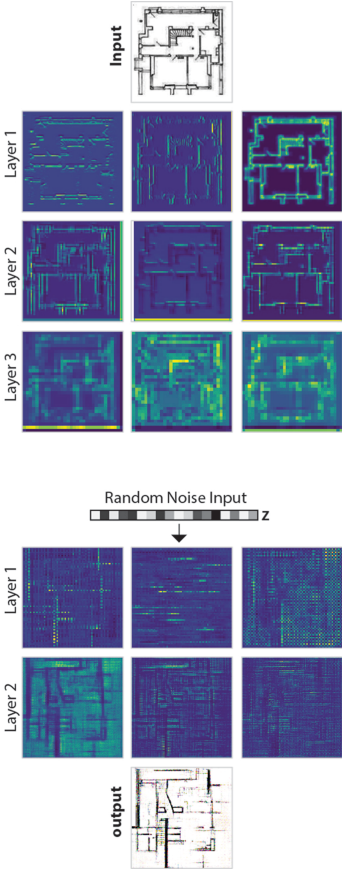 Input
Layer 1
Layer 2
Layer 3
Random Noise Input
z
Layer 1
Layer 2
output